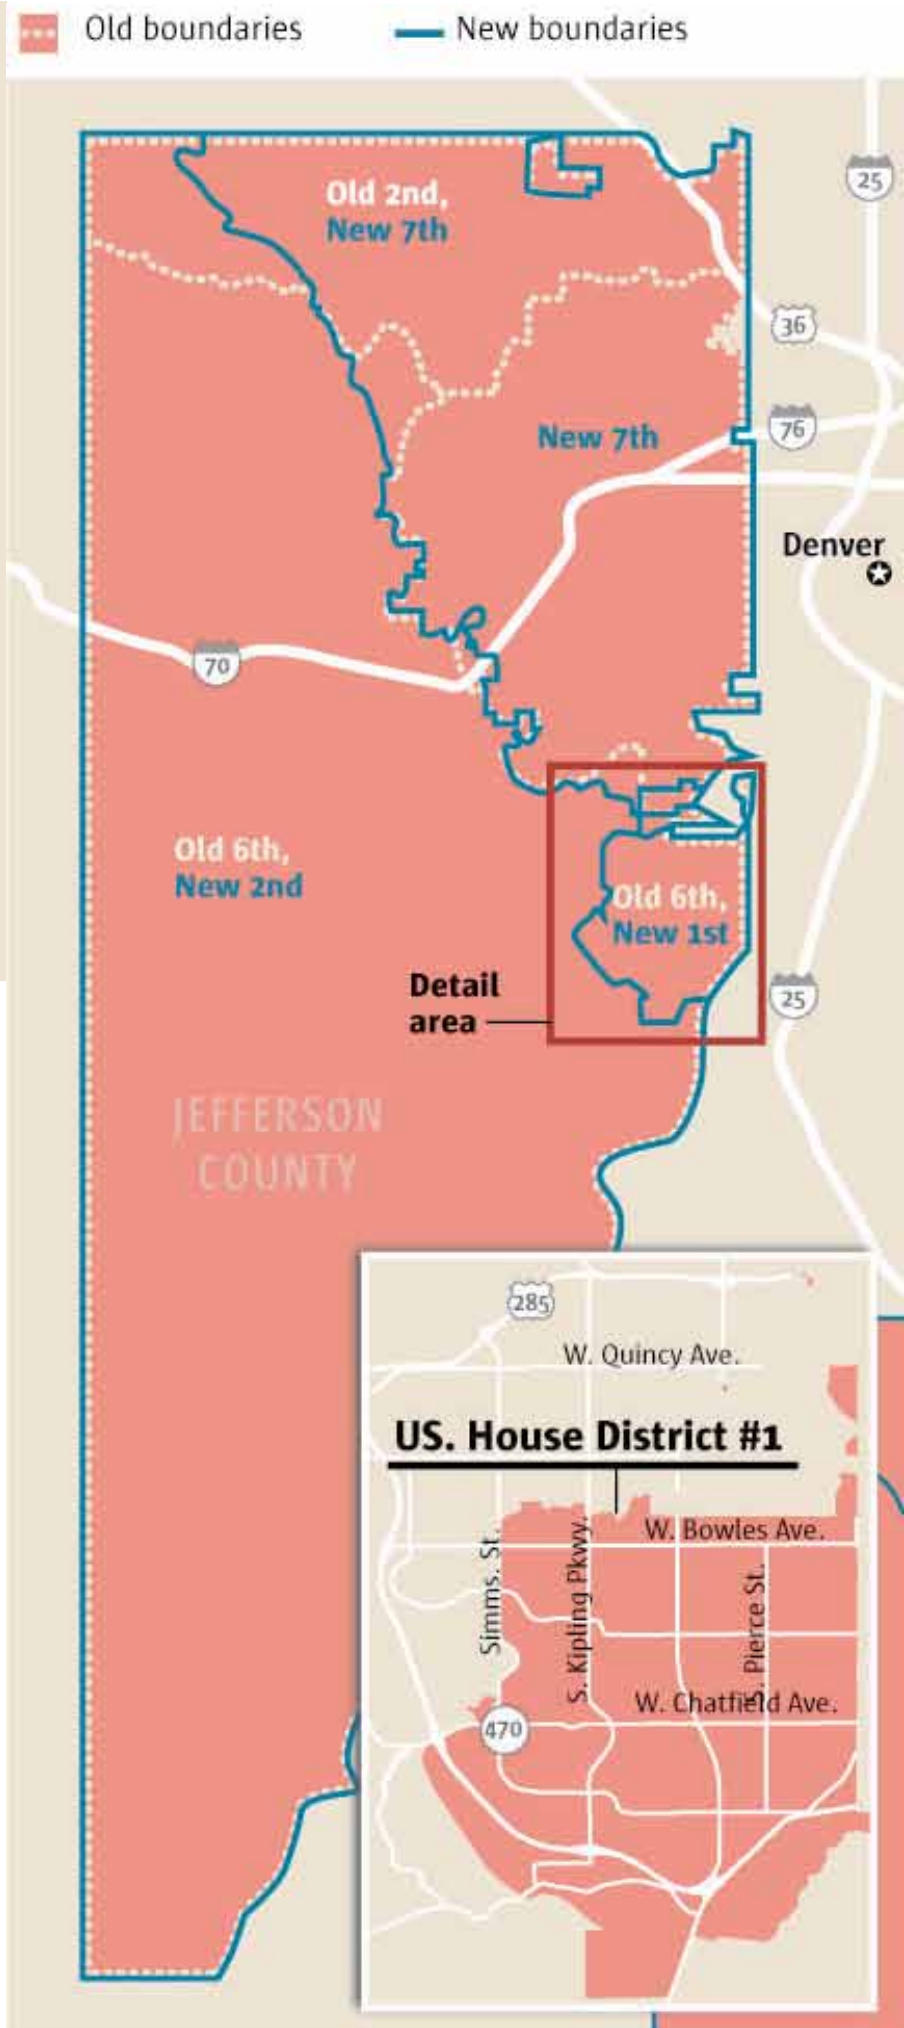 Old boundaries
New boundaries
25
Old 2nd,
New 7th
36
76
New 7th
Denver
70
Old 6th,
New 2nd
Old 6th,
New 1st
Detail
area
25
JEFFERSON
COUNTY
285
W. Quincy Ave.
US. House District #1
W. Bowles Ave.
Simms. St.
S. Kipling Pkwy.
S. Pierce St.
W. Chatfield Ave.
470